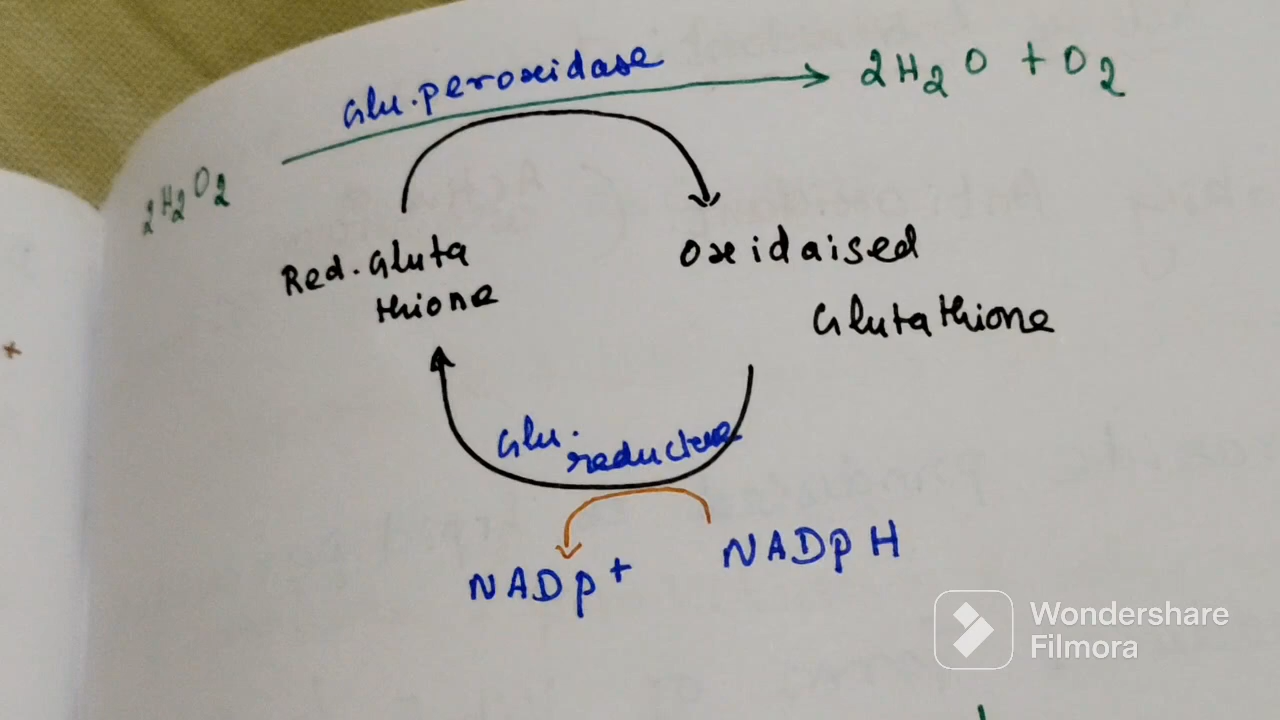 Glu. peroxidase
2H2O2
2H2O + O2
Red. Gluta
thione
Oxidaised
Glutathione
Glu.
reductase
NADP+
NADPH
Wondershare
Filmora